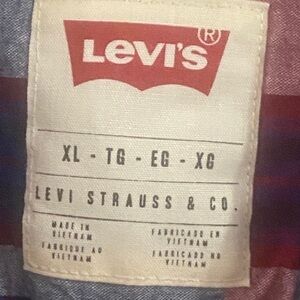 LEVI'S®
XL - TG - EG - XG
LEVI STRAUSS & CO.
MADE IN
VIETNAM
FABRICADO EN
VIETNAM
FABRIQUÉ AU
VIETNAM
FABRICADO NO
VIETNAM